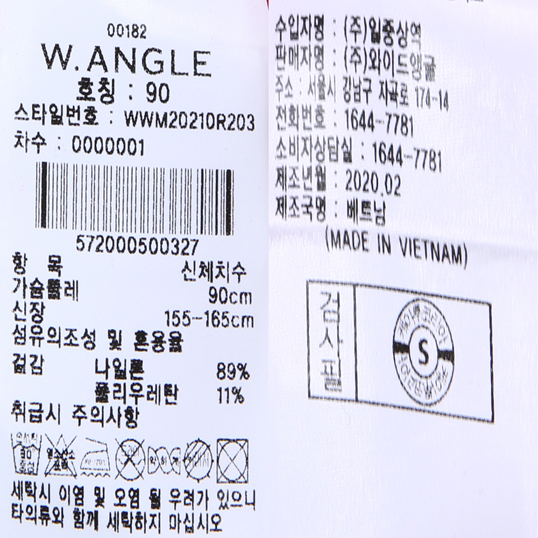 00182
W.ANGLE
호칭 : 90
스타일번호 : WWM20210R203
차수 : 0000001
572000500327
항 목 신체치수
가슴둘레 90cm
신장 155-165cm
섬유의조성 및 혼용율
겉감 나일론 89%
폴리우레탄 11%
취급시 주의사항
세탁시 이염 및 오염 될 우려가 있으니
타의류와 함께 세탁하지 마십시오
수입자명 : (주)일중상역
판매자명 : (주)와이드앵글
주소 : 서울시 강남구 자곡로 174-14
전화번호 : 1644-7781
소비자상담실 : 1644-7781
제조년월 : 2020.02
제조국명 : 베트남
(MADE IN VIETNAM)
검사필
S